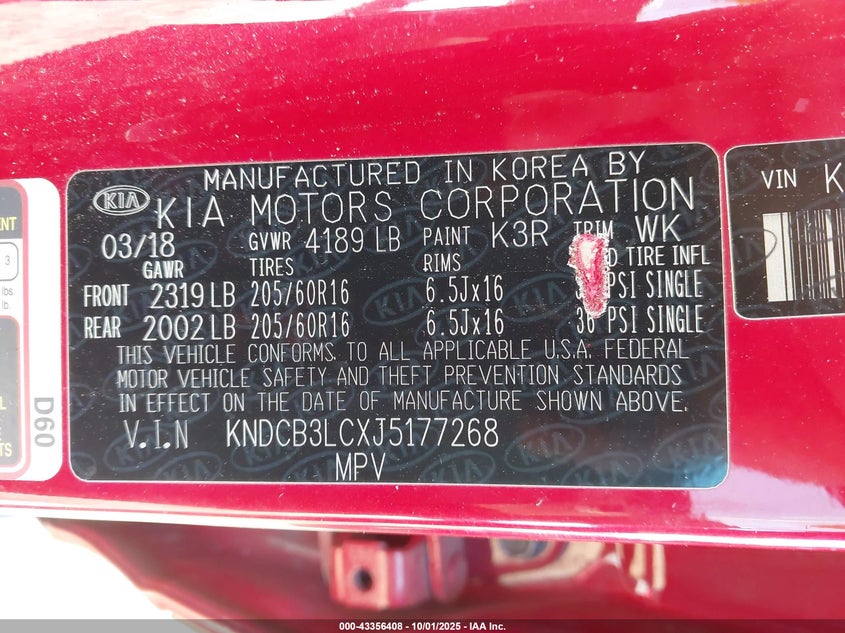 MANUFACTURED IN KOREA BY
KIA KIA MOTORS CORPORATION
03/18 GVWR 4189 LB PAINT K3R TRIM WK
GAWR TIRES RIMS TIRE INFL
FRONT 2319 LB 205/60R16 6.5Jx16 PSI SINGLE
REAR 2002 LB 205/60R16 6.5Jx16 36 PSI SINGLE
THIS VEHICLE CONFORMS TO ALL APPLICABLE U.S.A. FEDERAL
MOTOR VEHICLE SAFETY AND THEFT PREVENTION STANDARDS
IN EFFECT ON THE DATE OF MANUFACTURE SHOWN ABOVE.
V.I.N KNDCB3LCXJ5177268
MPV
VIN K
3
lbs.
lb.
D60
000-43356408 - 10/01/2025 - IAA Inc.